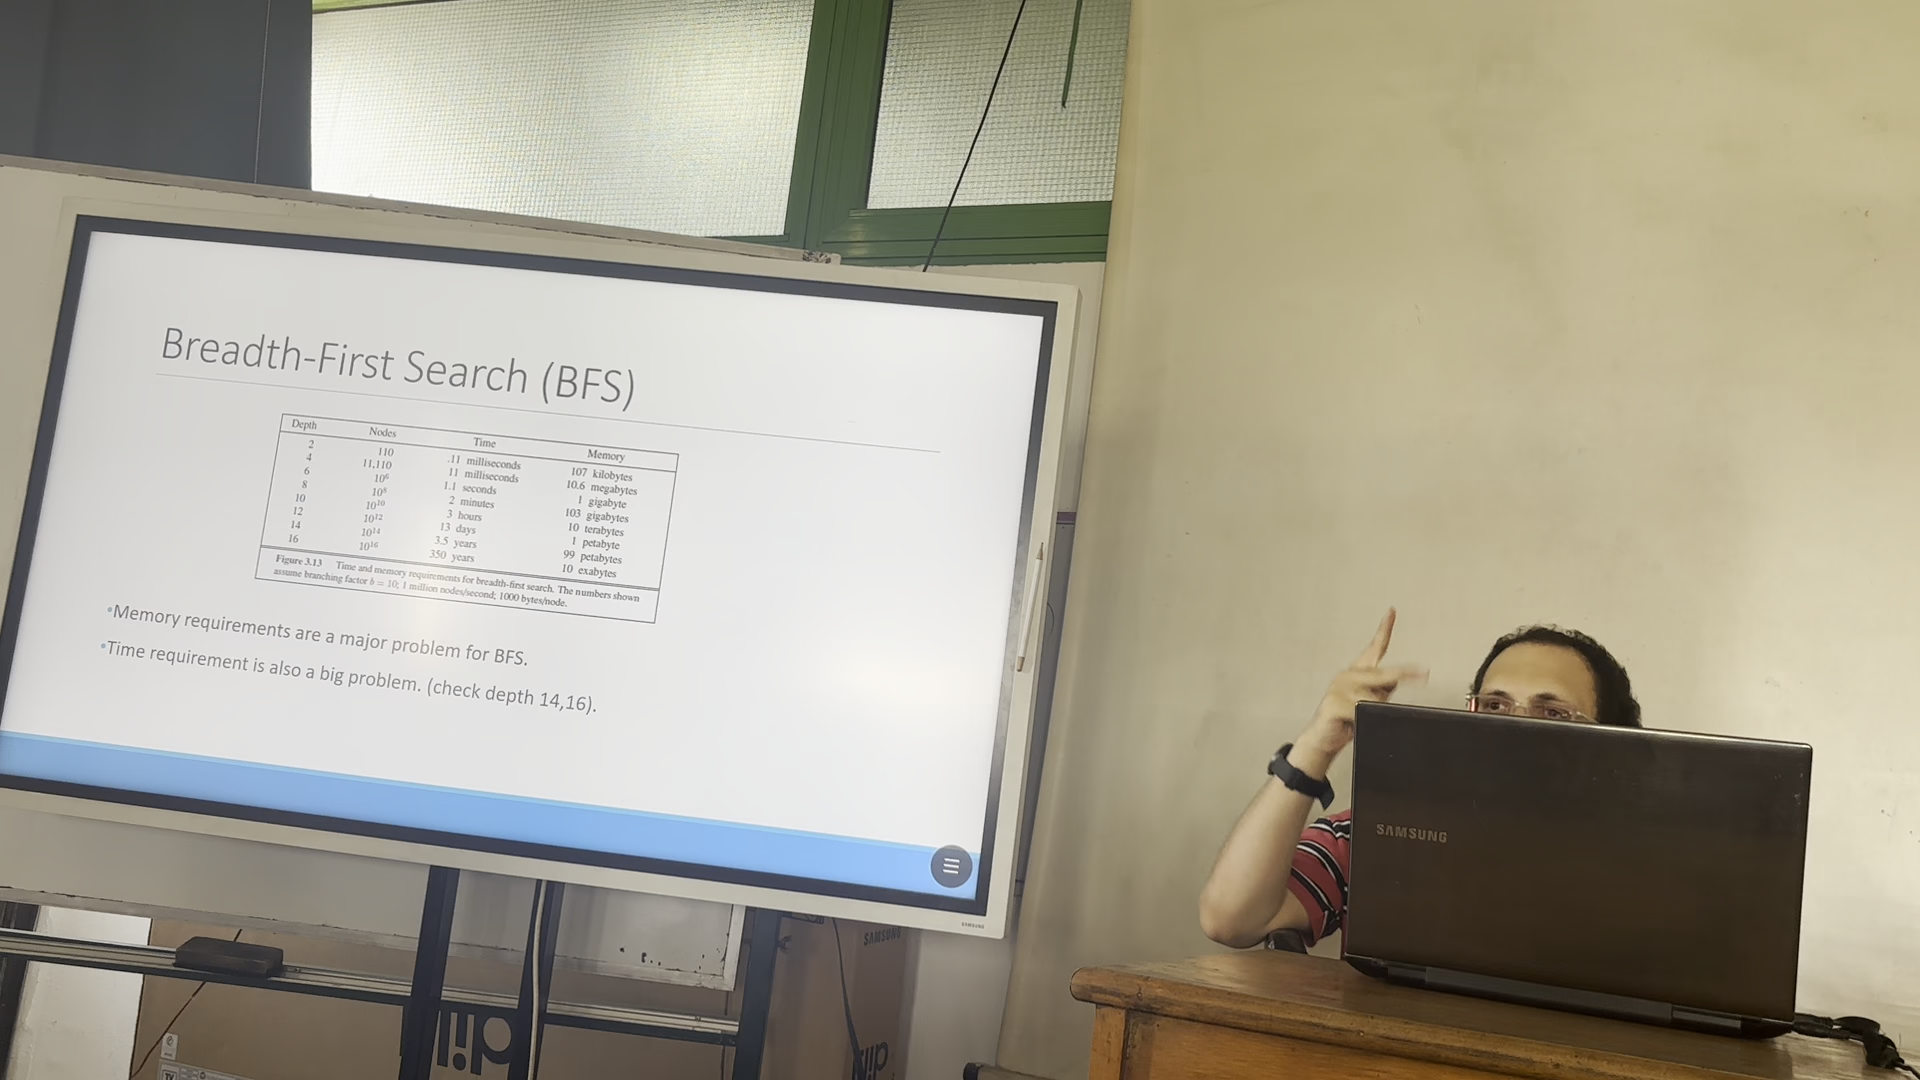 Breadth-First Search (BFS)
Depth Nodes Time Memory
2 110 .11 milliseconds 107 kilobytes
4 11,110 11 milliseconds 10.6 megabytes
6 10⁶ 1.1 seconds 1 gigabyte
8 10⁸ 2 minutes 103 gigabytes
10 10¹⁰ 3 hours 10 terabytes
12 10¹² 13 days 1 petabyte
14 10¹⁴ 3.5 years 99 petabytes
16 10¹⁶ 350 years 10 exabytes
Figure 3.13 Time and memory requirements for breadth-first search. The numbers shown
assume branching factor b = 10; 1 million nodes/second; 1000 bytes/node.
•Memory requirements are a major problem for BFS.
•Time requirement is also a big problem. (check depth 14,16).
SAMSUNG
SAMSUNG
SAMSUNG